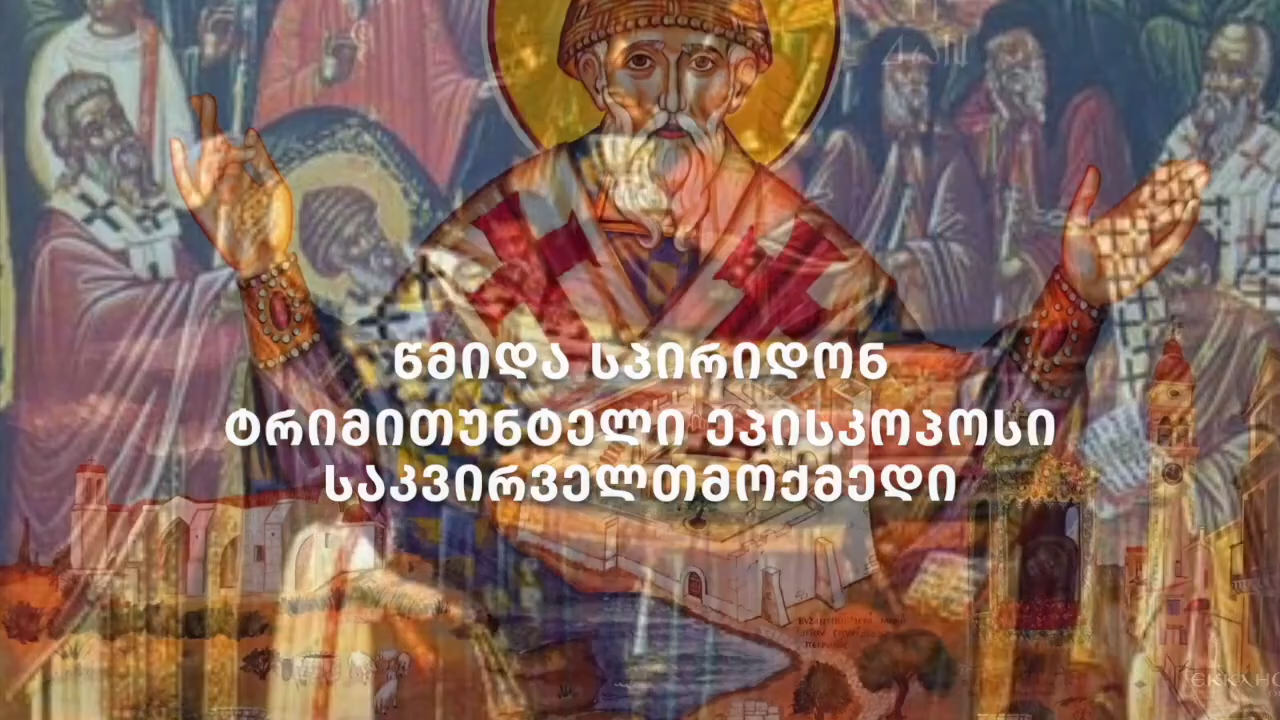 წმიდა სპირიდონ
ტრიმითუნტელი ეპისკოპოსი
საკვირველთმოქმედი